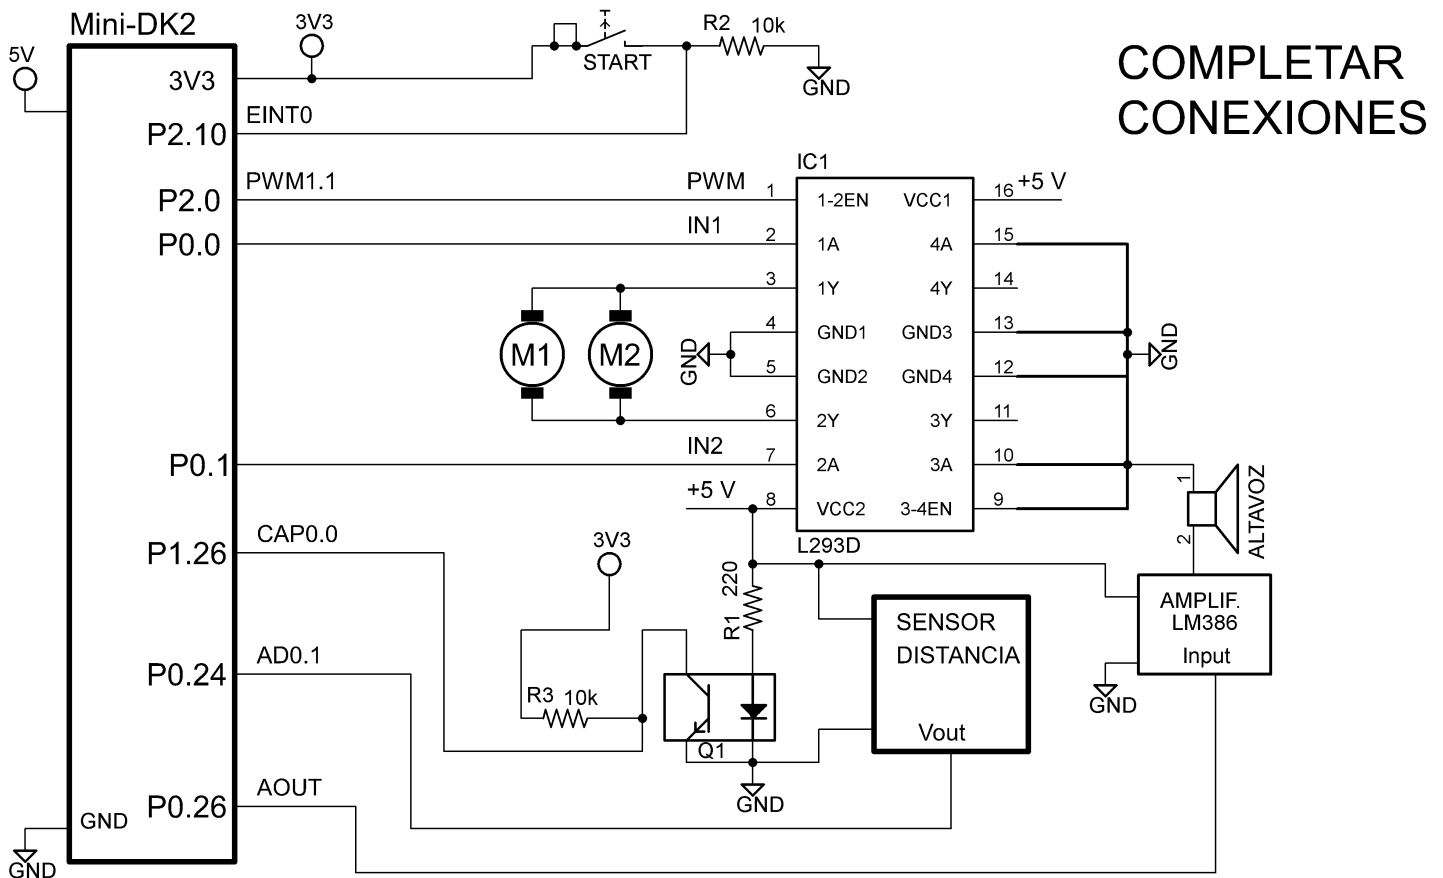 Mini-DK2
5V
3V3
3V3
EINT0
P2.10
START
R2
10k
GND
COMPLETAR
CONEXIONES
PWM1.1
P2.0
PWM
P0.0
IN1
IC1
1
1-2EN
VCC1
16
+5 V
2
1A
4A
15
3
1Y
4Y
14
4
GND1
GND3
13
5
GND2
GND4
12
6
2Y
3Y
11
7
2A
3A
10
8
VCC2
3-4EN
9
L293D
GND
GND
M1
M2
P0.1
IN2
+5 V
CAP0.0
P1.26
3V3
220
R1
R3
10k
Q1
GND
AD0.1
P0.24
AOUT
P0.26
GND
GND
SENSOR
DISTANCIA
Vout
1
2
ALTAVOZ
AMPLIF.
LM386
Input
GND